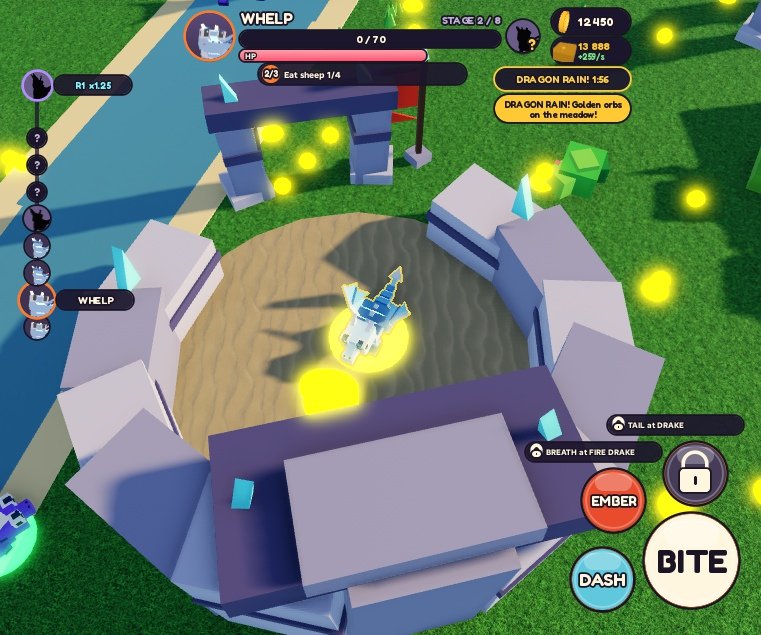 WHELP
STAGE 2 / 8
0 / 70
HP
2/3 Eat sheep 1/4
?
12 450
13 888
+259/s
DRAGON RAIN! 1:56
DRAGON RAIN! Golden orbs
on the meadow!
R1 x1.25
?
?
?
WHELP
TAIL at DRAKE
BREATH at FIRE DRAKE
EMBER
DASH
BITE